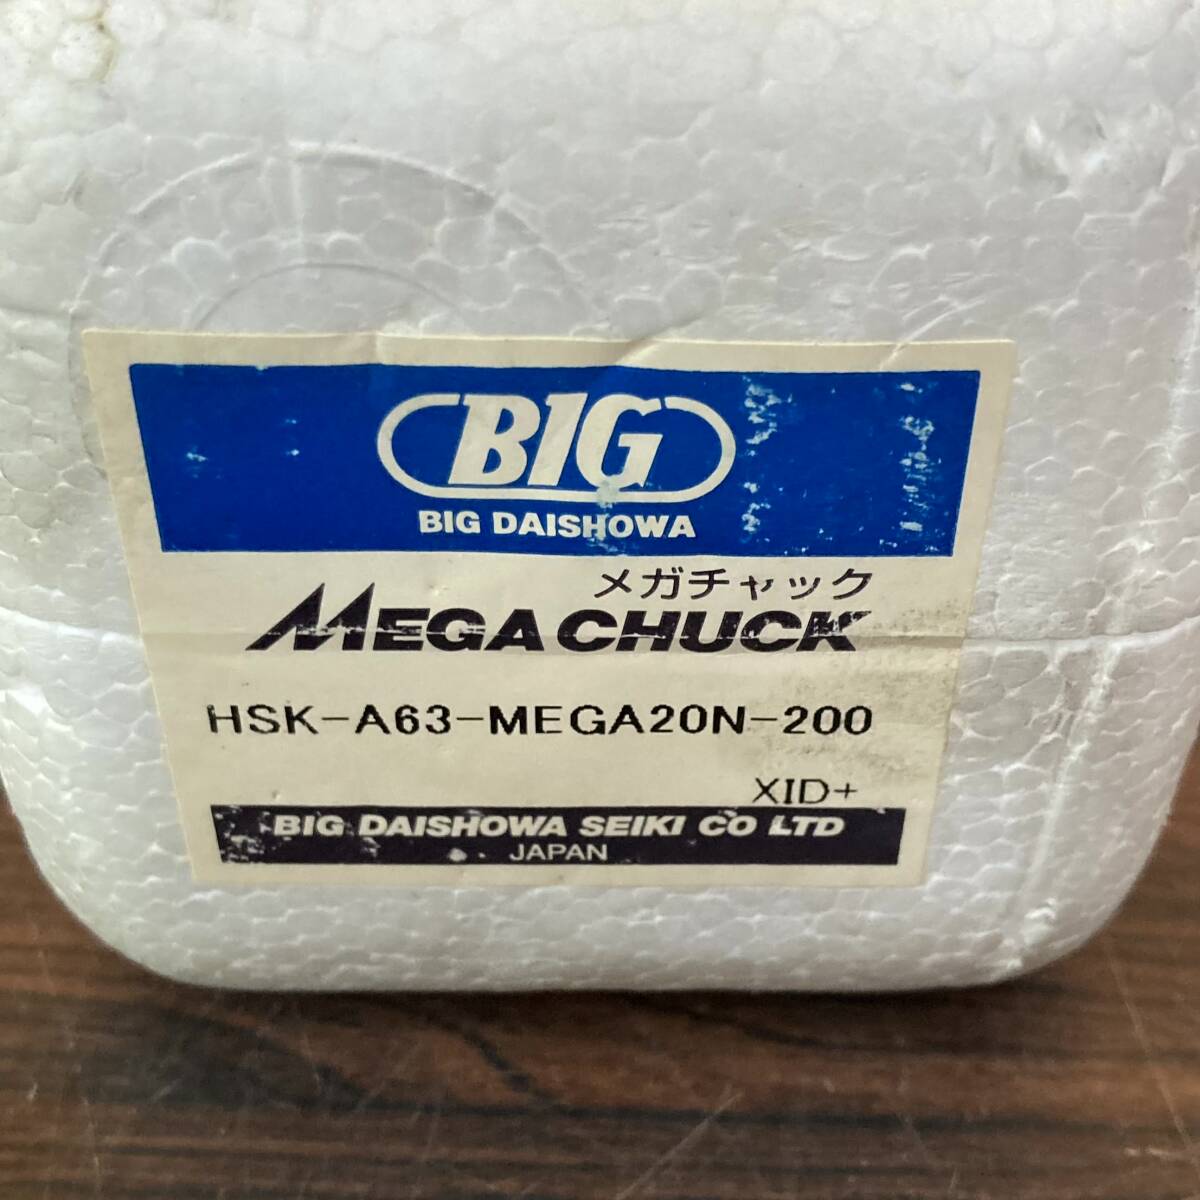 BIG
BIG DAISHOWA
メガチャック
MEGACHUCK
HSK-A63-MEGA20N-200
XID+
BIG DAISHOWA SEIKI CO LTD
JAPAN